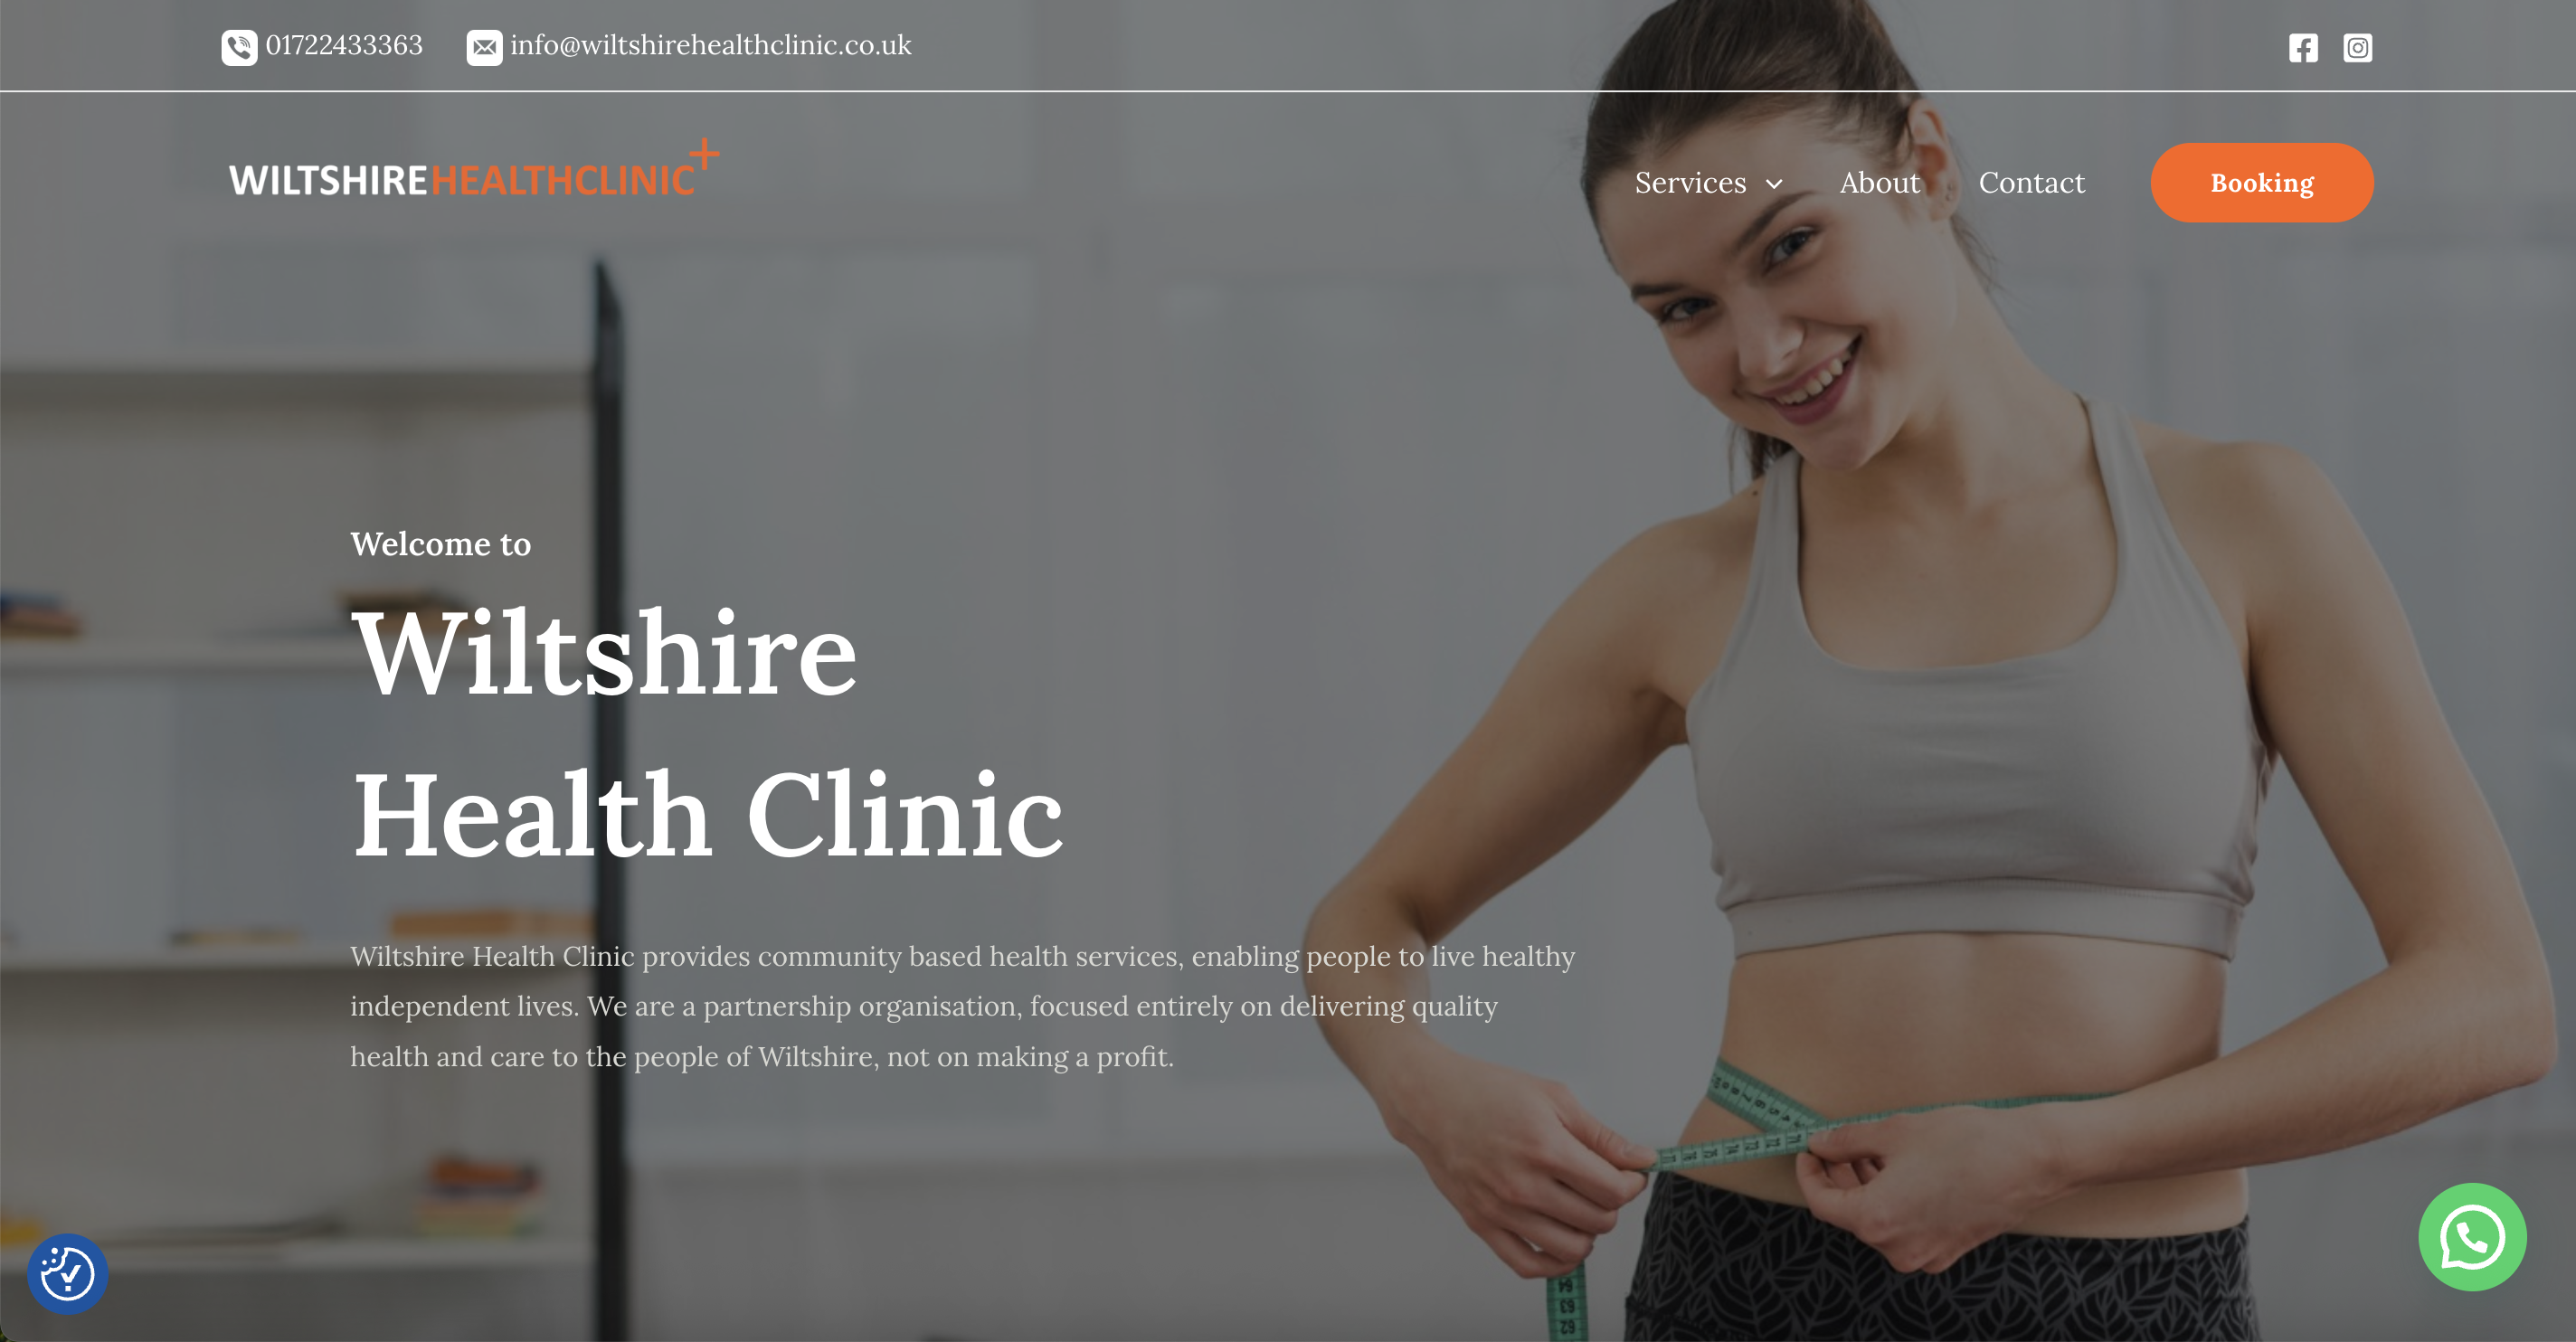 01722433363 info@wiltshirehealthclinic.co.uk
WILTSHIREHEALTHCLINIC+
Services About Contact Booking
Welcome to
Wiltshire
Health Clinic
Wiltshire Health Clinic provides community based health services, enabling people to live healthy
independent lives. We are a partnership organisation, focused entirely on delivering quality
health and care to the people of Wiltshire, not on making a profit.